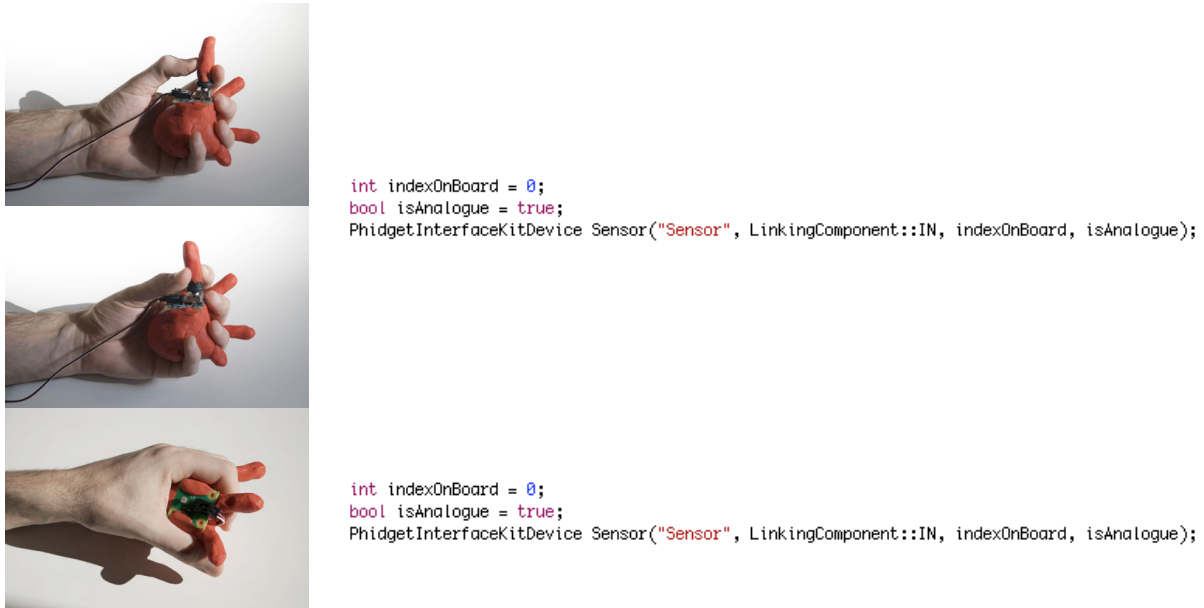 int indexOnBoard = 0;
bool isAnalogue = true;
PhidgetInterfaceKitDevice Sensor("Sensor", LinkingComponent::IN, indexOnBoard, isAnalogue);
int indexOnBoard = 0;
bool isAnalogue = true;
PhidgetInterfaceKitDevice Sensor("Sensor", LinkingComponent::IN, indexOnBoard, isAnalogue);